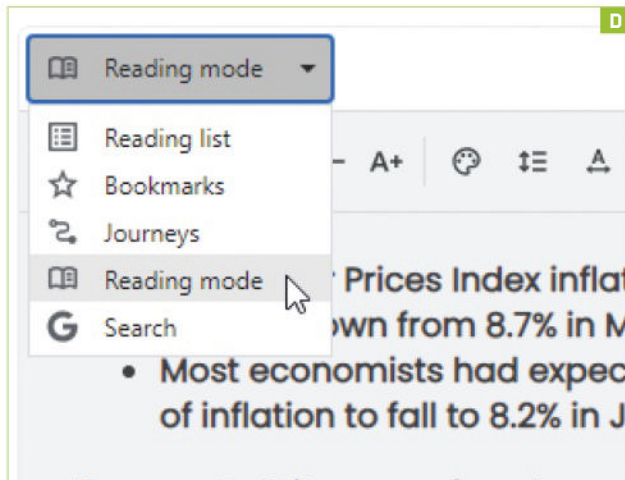 D
Reading mode
Reading list
Bookmarks
Journeys
Reading mode
Search
A+
A
Prices Index inflat
wn from 8.7% in M
• Most economists had expec
of inflation to fall to 8.2% in J